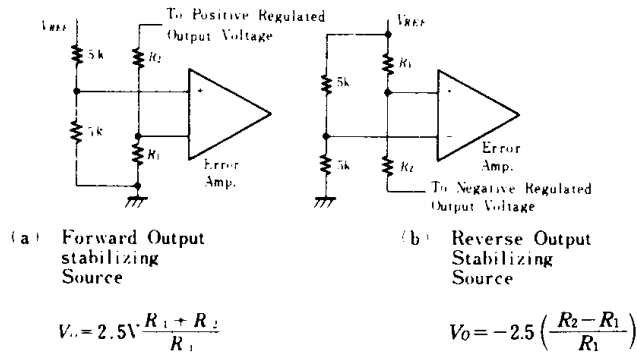 VREF
To Positive Regulated
Output Voltage
5k
R2
5k
R1
+
Error
Amp.
VREF
R1
5k
+
−
5k
R2
Error
Amp.
To Negative Regulated
Output Voltage
(a) Forward Output
stabilizing
Source
(b) Reverse Output
Stabilizing
Source
Vo = 2.5V (R1 + R2) / R1
Vo = −2.5 ( (R2 − R1) / R1 )